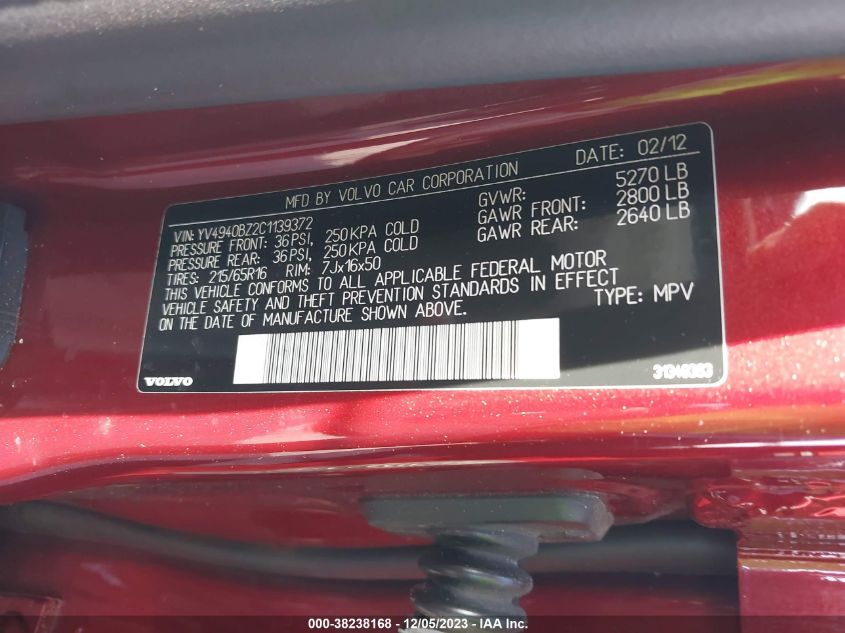 MFD BY VOLVO CAR CORPORATION DATE: 02/12
VIN: YV4940BZ2C1139372 GVWR: 5270 LB
PRESSURE FRONT: 36 PSI, 250 KPA COLD GAWR FRONT: 2800 LB
PRESSURE REAR: 36 PSI, 250 KPA COLD GAWR REAR: 2640 LB
TIRES: 215/65R16 RIM: 7Jx16x50
THIS VEHICLE CONFORMS TO ALL APPLICABLE FEDERAL MOTOR
VEHICLE SAFETY AND THEFT PREVENTION STANDARDS IN EFFECT
ON THE DATE OF MANUFACTURE SHOWN ABOVE. TYPE: MPV
VOLVO
000-38238168 - 12/05/2023 - IAA Inc.